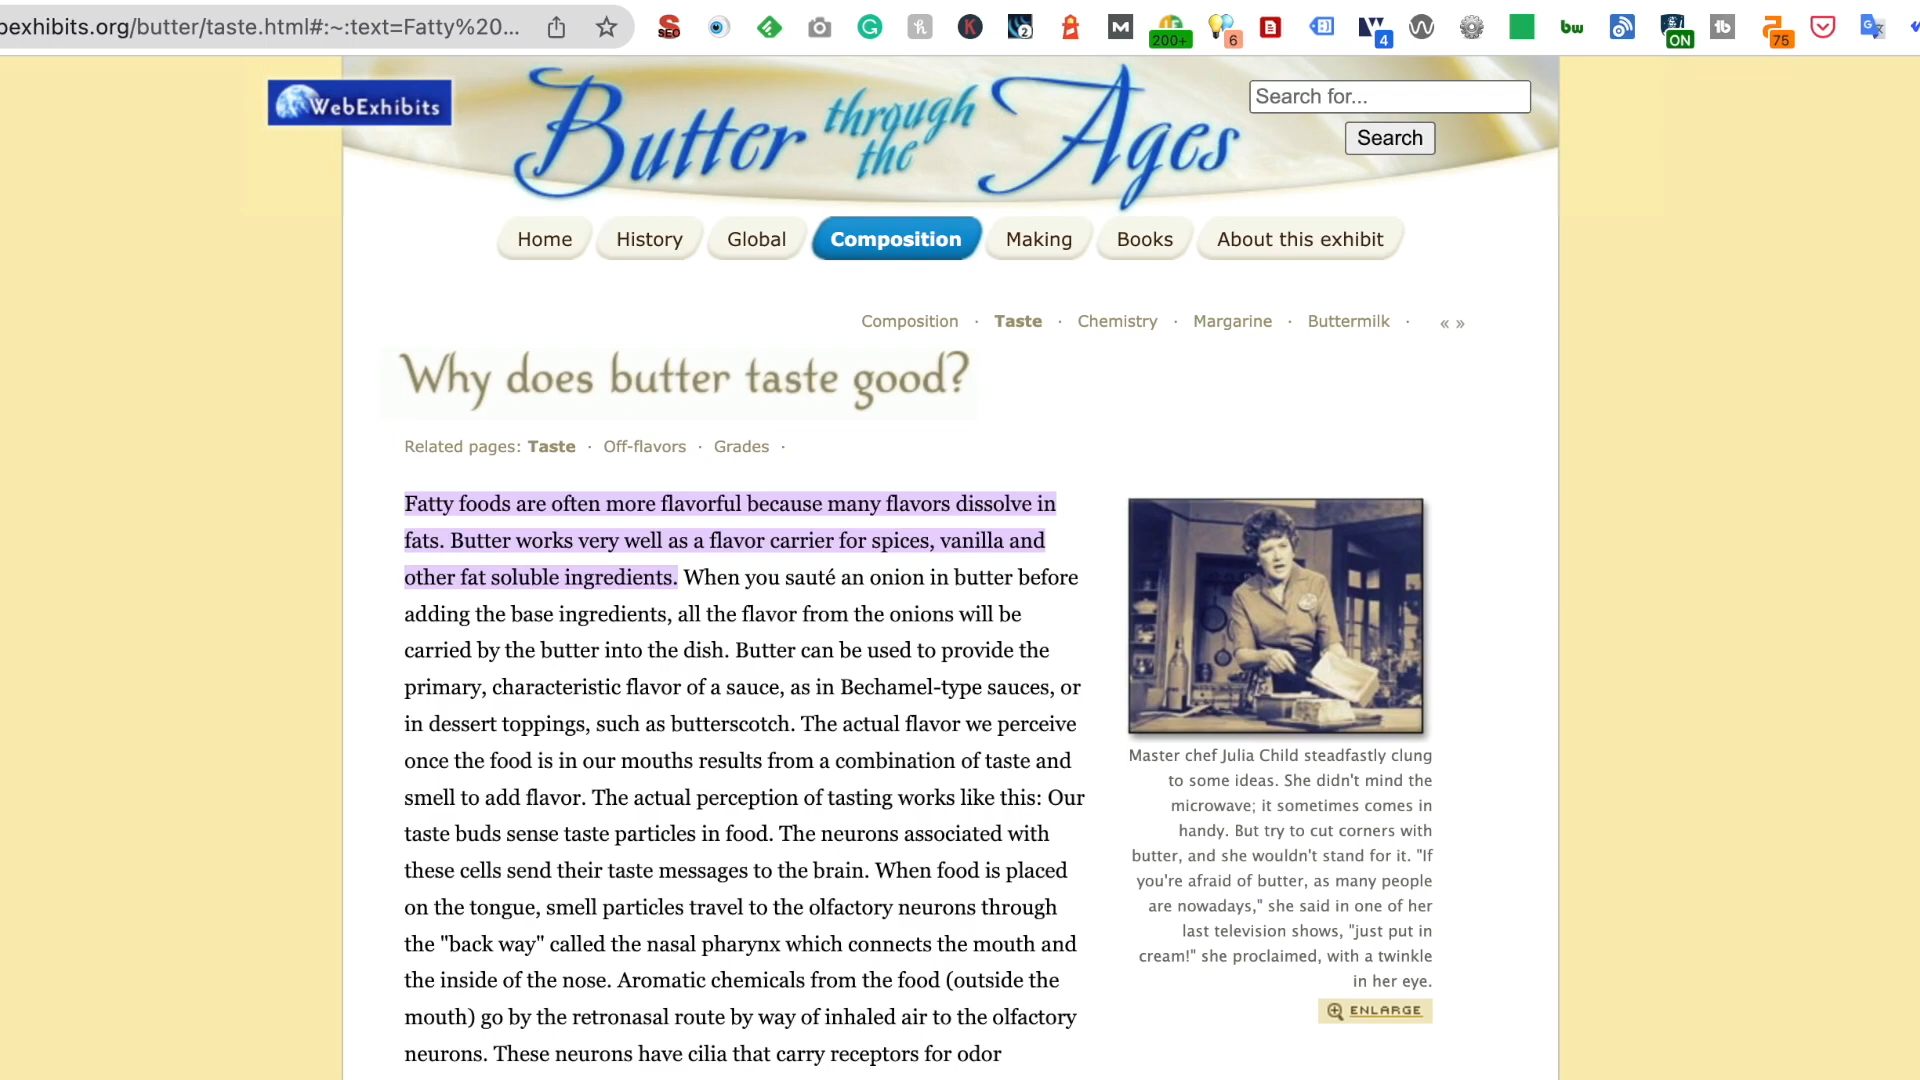 oexhibits.org/butter/taste.html#:~:text=Fatty%20...
SEO
h
K
2
M
200+
6
4
bw
ON
tb
75
WebExhibits
Butter through the Ages
Search for...
Search
Home History Global Composition Making Books About this exhibit
Composition · Taste · Chemistry · Margarine · Buttermilk · « »
Why does butter taste good?
Related pages: Taste · Off-flavors · Grades ·
Fatty foods are often more flavorful because many flavors dissolve in
fats. Butter works very well as a flavor carrier for spices, vanilla and
other fat soluble ingredients. When you sauté an onion in butter before
adding the base ingredients, all the flavor from the onions will be
carried by the butter into the dish. Butter can be used to provide the
primary, characteristic flavor of a sauce, as in Bechamel-type sauces, or
in dessert toppings, such as butterscotch. The actual flavor we perceive
once the food is in our mouths results from a combination of taste and
smell to add flavor. The actual perception of tasting works like this: Our
taste buds sense taste particles in food. The neurons associated with
these cells send their taste messages to the brain. When food is placed
on the tongue, smell particles travel to the olfactory neurons through
the "back way" called the nasal pharynx which connects the mouth and
the inside of the nose. Aromatic chemicals from the food (outside the
mouth) go by the retronasal route by way of inhaled air to the olfactory
neurons. These neurons have cilia that carry receptors for odor
Master chef Julia Child steadfastly clung
to some ideas. She didn't mind the
microwave; it sometimes comes in
handy. But try to cut corners with
butter, and she wouldn't stand for it. "If
you're afraid of butter, as many people
are nowadays," she said in one of her
last television shows, "just put in
cream!" she proclaimed, with a twinkle
in her eye.
ENLARGE